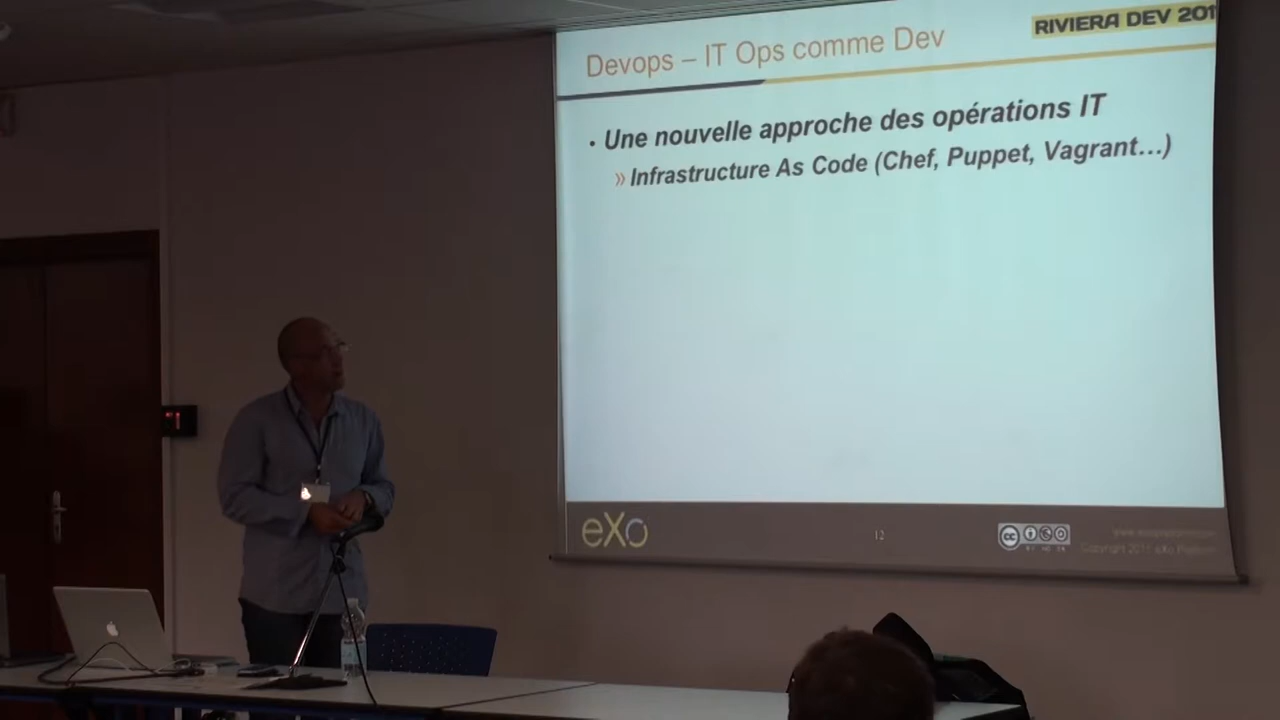 Devops – IT Ops comme Dev
RIVIERA DEV 201
• Une nouvelle approche des opérations IT
» Infrastructure As Code (Chef, Puppet, Vagrant…)
eXo
12
cc